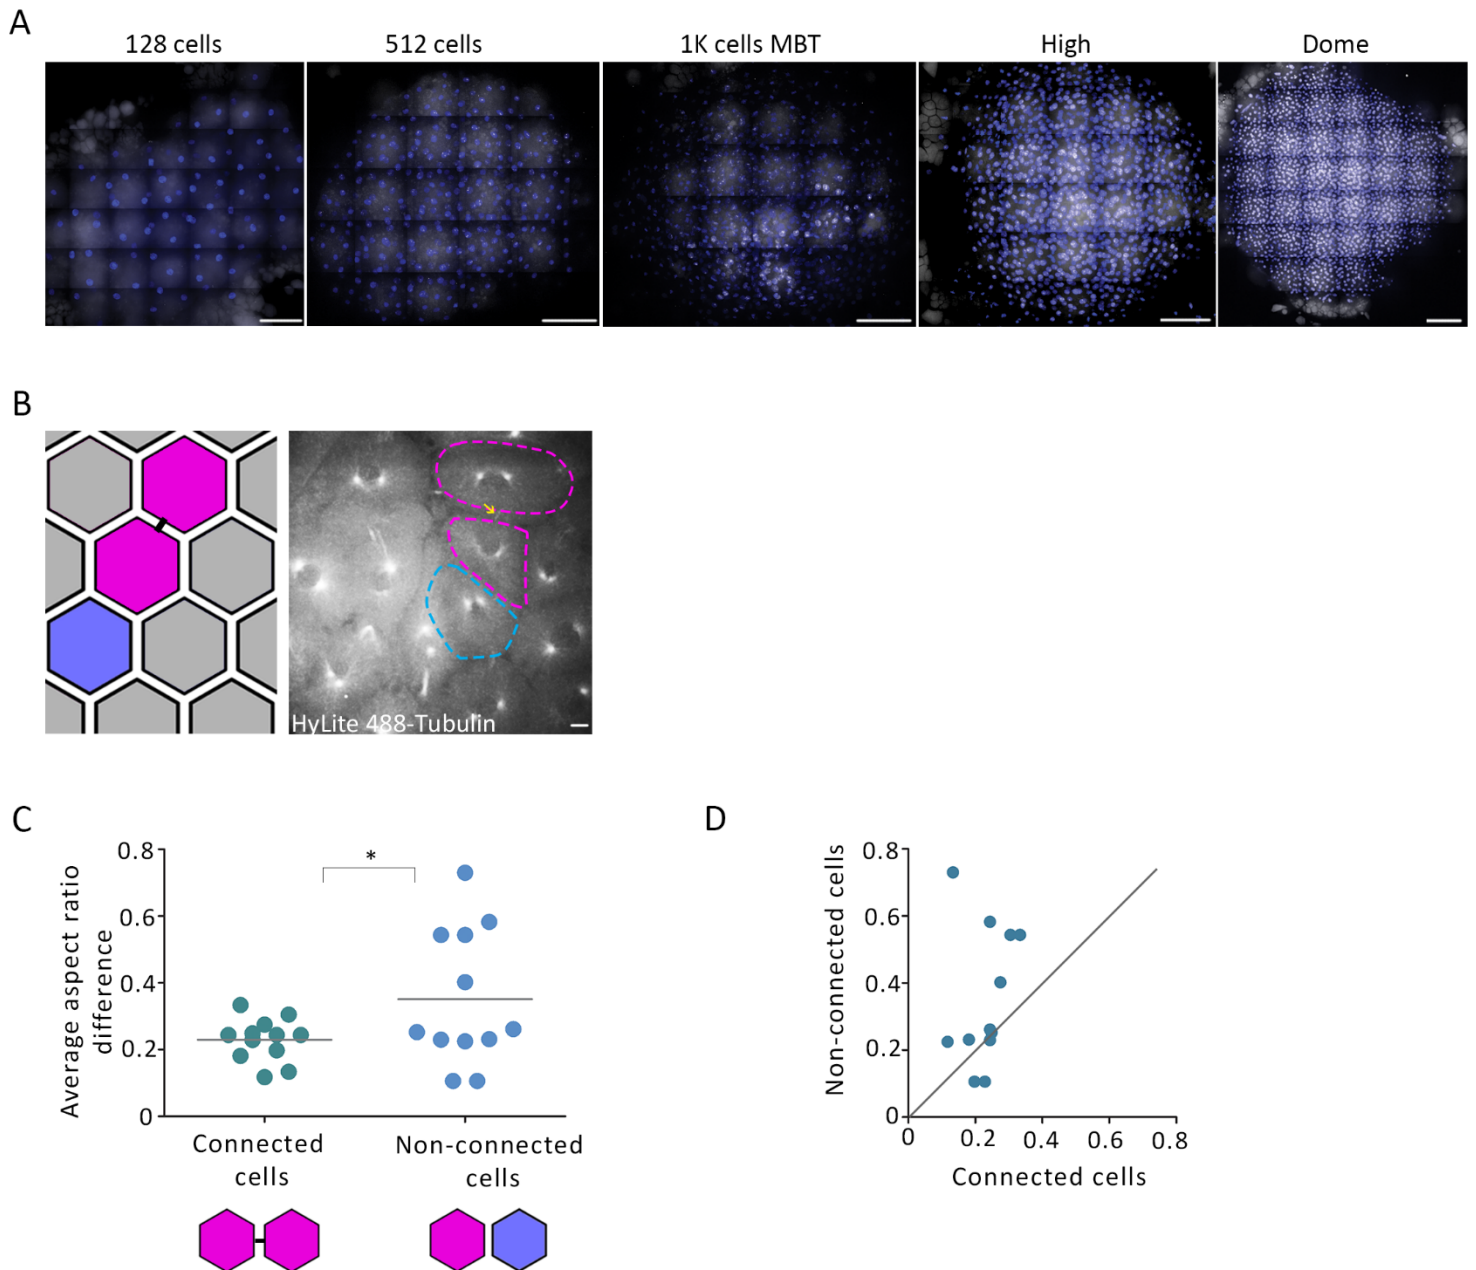 A
128 cells
512 cells
1K cells MBT
High
Dome
B
HyLite 488-Tubulin
C
Average aspect ratio
difference
0.8
0.6
0.4
0.2
0
*
Connected
cells
Non-connected
cells
D
Non-connected cells
0.8
0.6
0.4
0.2
0
0
0.2
0.4
0.6
0.8
Connected cells